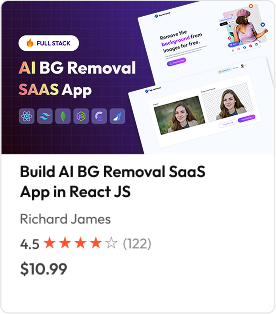 FULL STACK
AI BG Removal
SAAS App
Remove the
background from
images for free.
Build AI BG Removal SaaS
App in React JS
Richard James
4.5 (122)
$10.99